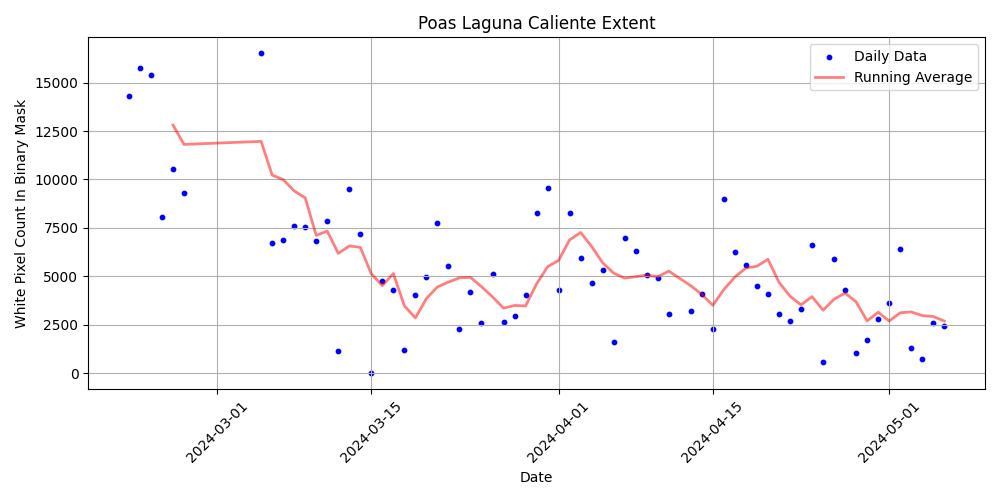 Poas Laguna Caliente Extent
Daily Data
Running Average
White Pixel Count In Binary Mask
15000
12500
10000
7500
5000
2500
0
2024-03-01
2024-03-15
2024-04-01
2024-04-15
2024-05-01
Date